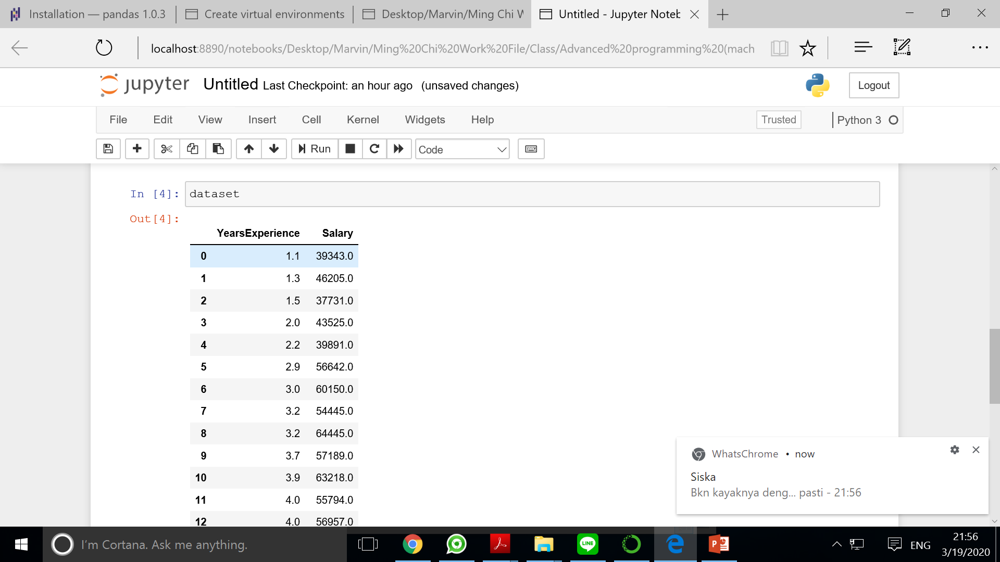 Installation — pandas 1.0.3
Create virtual environments
Desktop/Marvin/Ming Chi W
Untitled - Jupyter Noteb
localhost:8890/notebooks/Desktop/Marvin/Ming%20Chi%20Work%20File/Class/Advanced%20programming%20(mach
jupyter Untitled Last Checkpoint: an hour ago (unsaved changes)
Logout
File Edit View Insert Cell Kernel Widgets Help
Trusted
Python 3
Run
Code
In [4]: dataset
Out[4]:
YearsExperience Salary
0 1.1 39343.0
1 1.3 46205.0
2 1.5 37731.0
3 2.0 43525.0
4 2.2 39891.0
5 2.9 56642.0
6 3.0 60150.0
7 3.2 54445.0
8 3.2 64445.0
9 3.7 57189.0
10 3.9 63218.0
11 4.0 55794.0
12 4.0 56957.0
WhatsChrome • now
Siska
Bkn kayaknya deng... pasti - 21:56
I'm Cortana. Ask me anything.
LINE
ENG
21:56
3/19/2020